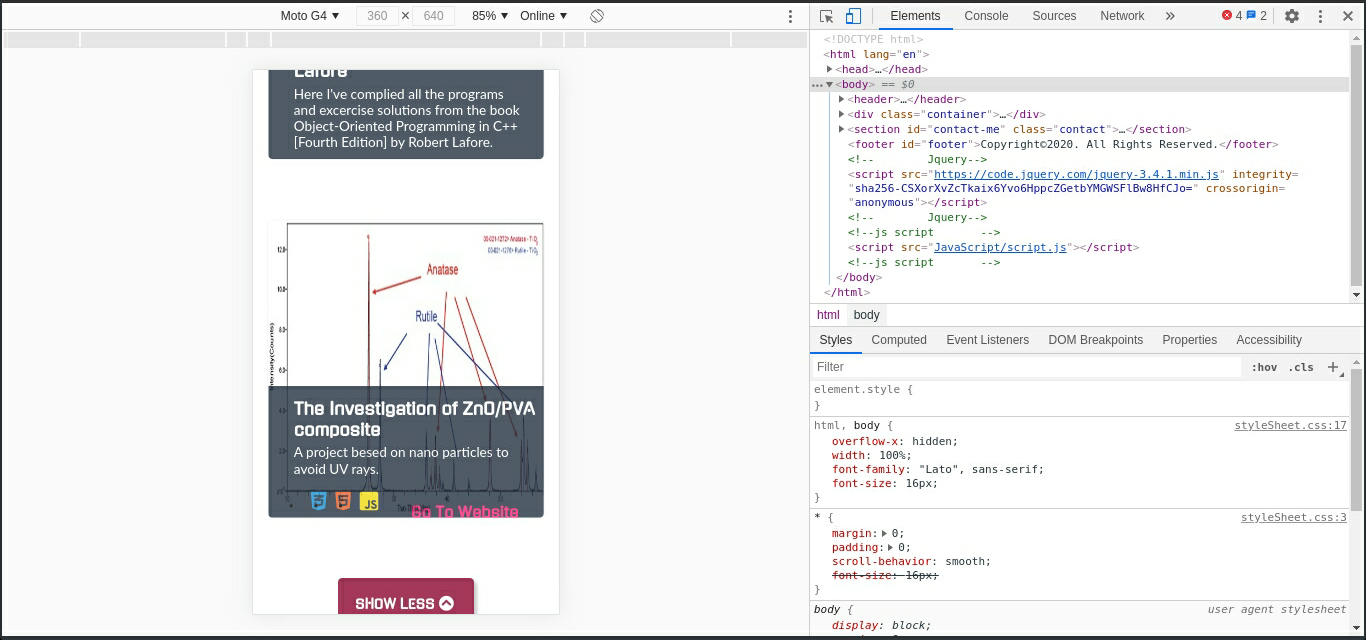 Moto G4 ▼ 360 × 640 85% ▼ Online ▼
Elements Console Sources Network » 4 2
<!DOCTYPE html>
<html lang="en">
<head>…</head>
<body> == $0
<header>…</header>
<div class="container">…</div>
<section id="contact-me" class="contact">…</section>
<footer id="footer">Copyright©2020. All Rights Reserved.</footer>
<!-- Jquery-->
<script src="https://code.jquery.com/jquery-3.4.1.min.js" integrity=
"sha256-CSXorXvZcTkaix6Yvo6HppcZGetbYMGWSFlBw8HfCJo=" crossorigin=
"anonymous"></script>
<!-- Jquery-->
<!--js script -->
<script src="JavaScript/script.js"></script>
<!--js script -->
</body>
</html>
html body
Styles Computed Event Listeners DOM Breakpoints Properties Accessibility
Filter :hov .cls +
element.style {
}
html, body { styleSheet.css:17
overflow-x: hidden;
width: 100%;
font-family: "Lato", sans-serif;
font-size: 16px;
}
* { styleSheet.css:3
margin: 0;
padding: 0;
scroll-behavior: smooth;
font-size: 16px;
}
body { user agent stylesheet
display: block;
Lafore
Here I've complied all the programs
and excercise solutions from the book
Object-Oriented Programming in C++
[Fourth Edition] by Robert Lafore.
Anatase
Rutile
Intensity(Counts)
The Investigation of ZnO/PVA
composite
A project besed on nano particles to
avoid UV rays.
JS
Go To Website
SHOW LESS